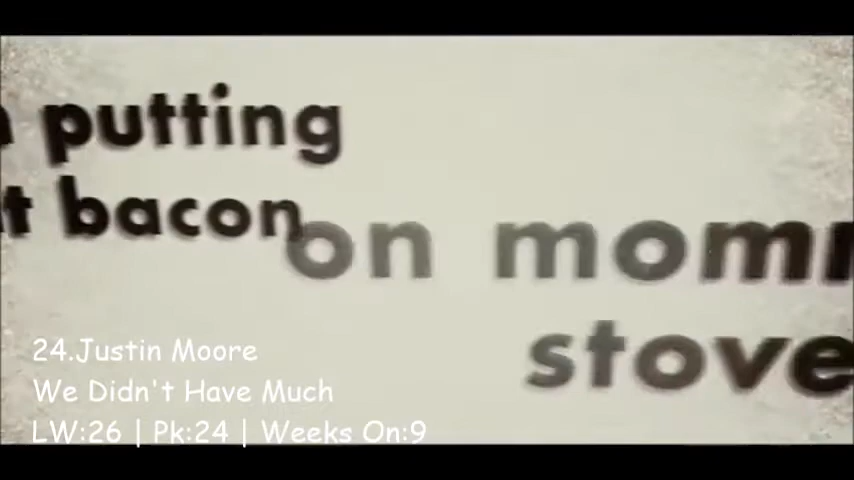 putting
bacon
on
stove
24.Justin Moore
We Didn't Have Much
LW:26 | Pk:24 | Weeks On:9